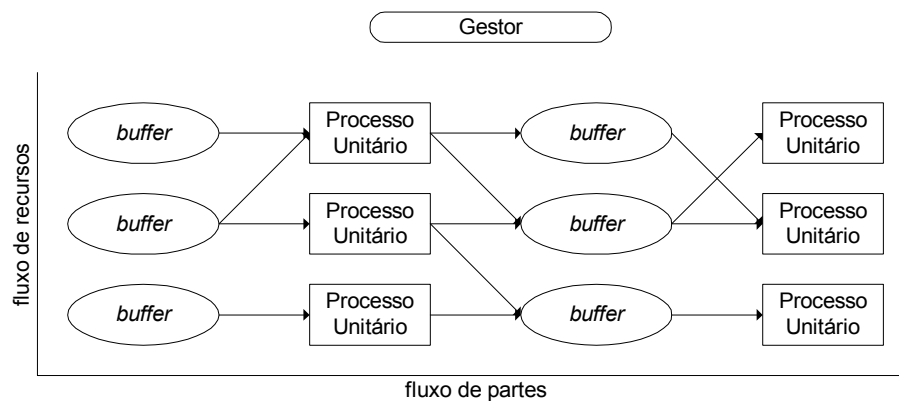 Gestor
fluxo de recursos
buffer
Processo
Unitário
buffer
Processo
Unitário
buffer
Processo
Unitário
buffer
Processo
Unitário
buffer
Processo
Unitário
buffer
Processo
Unitário
fluxo de partes